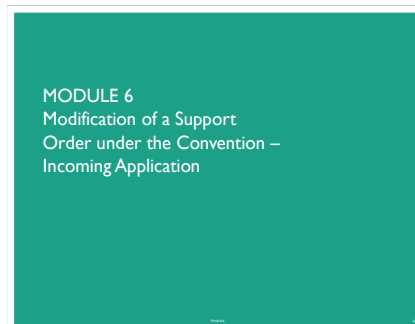 MODULE 6
Modification of a Support
Order under the Convention –
Incoming Application